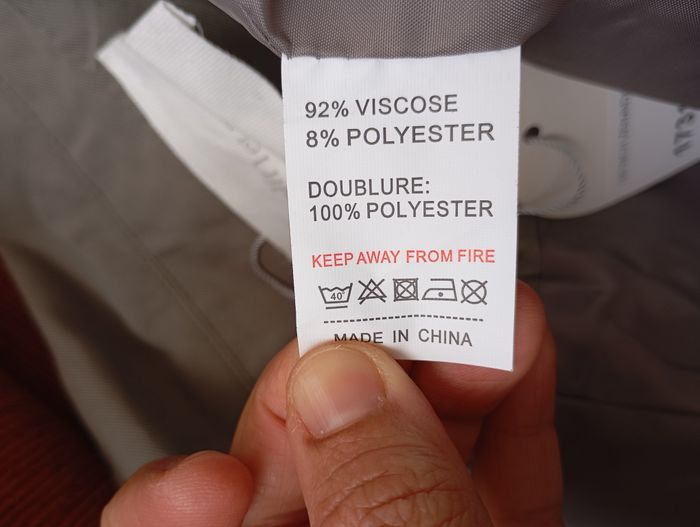 92% VISCOSE
8% POLYESTER
DOUBLURE:
100% POLYESTER
KEEP AWAY FROM FIRE
40°
MADE IN CHINA